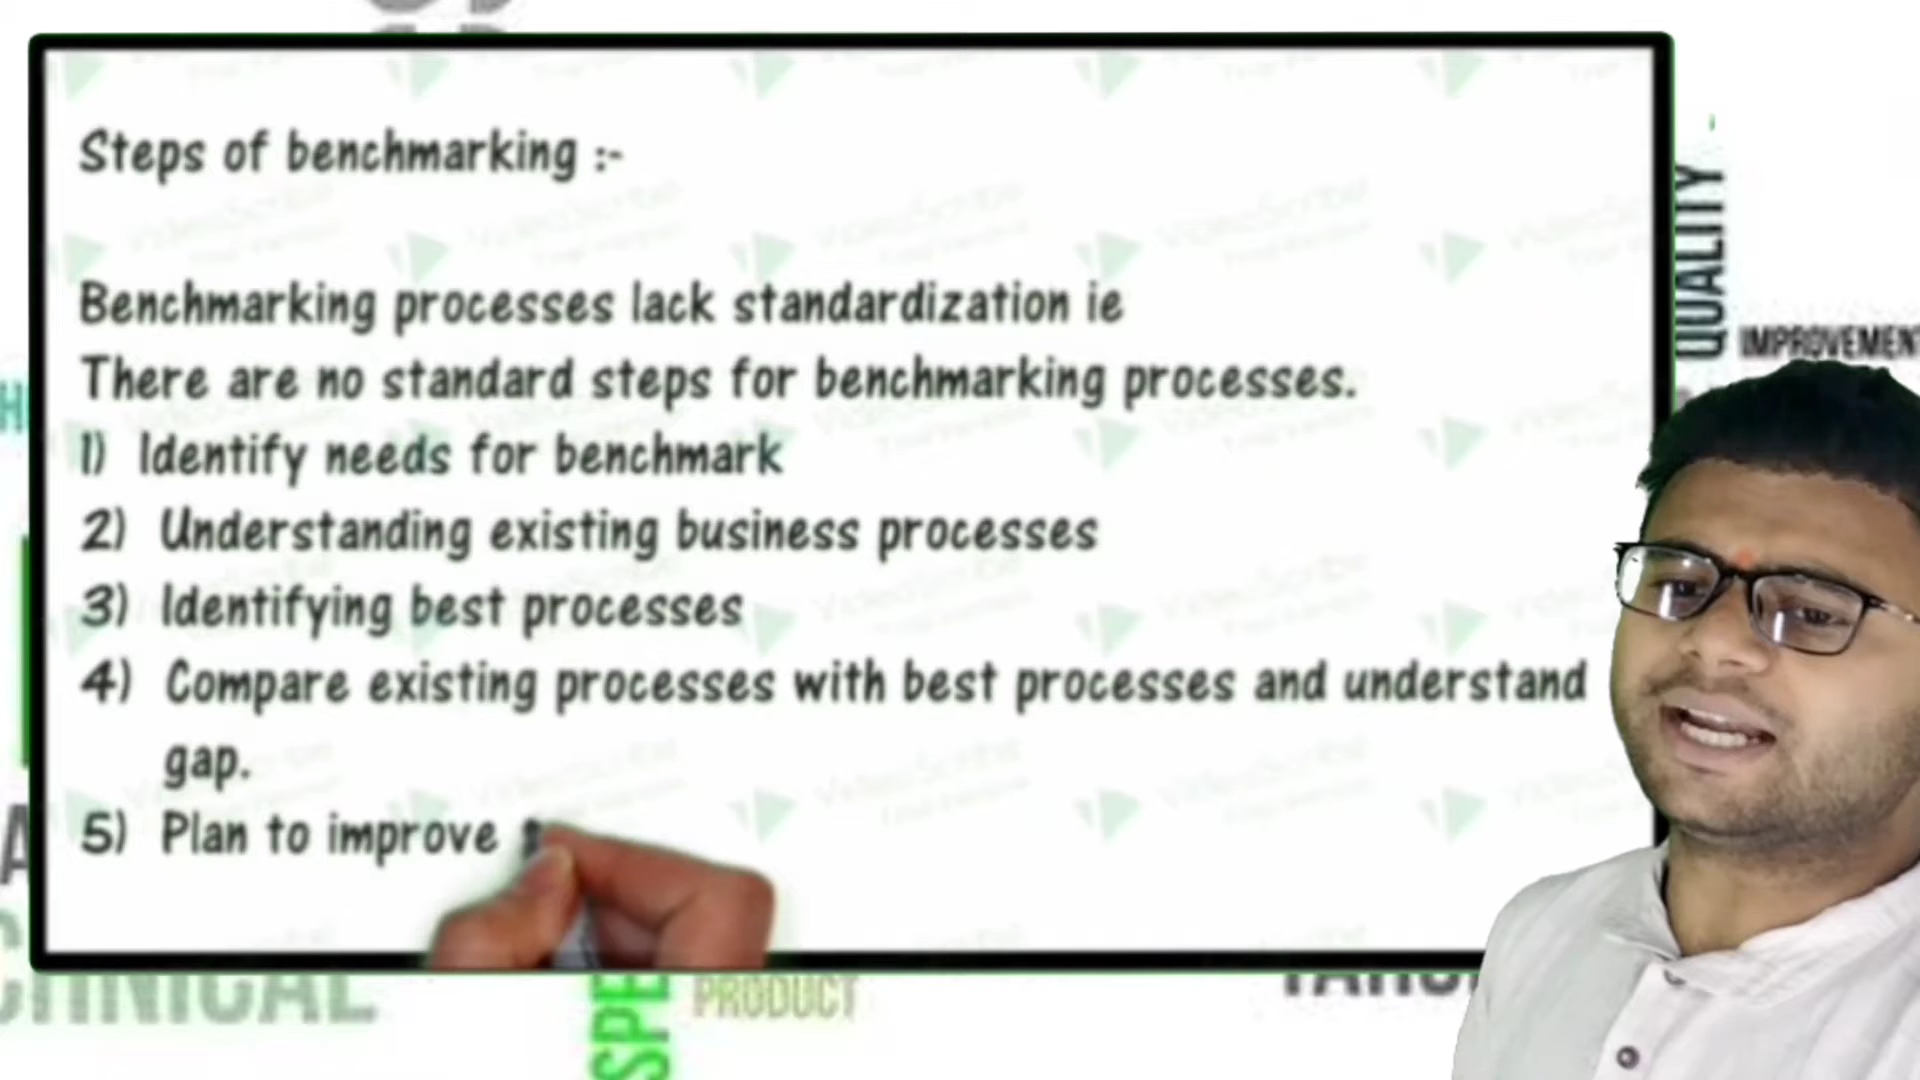 Steps of benchmarking :-
Benchmarking processes lack standardization ie
There are no standard steps for benchmarking processes.
1) Identify needs for benchmark
2) Understanding existing business processes
3) Identifying best processes
4) Compare existing processes with best processes and understand
gap.
5) Plan to improve
QUALITY
IMPROVEMENT
PRODUCT